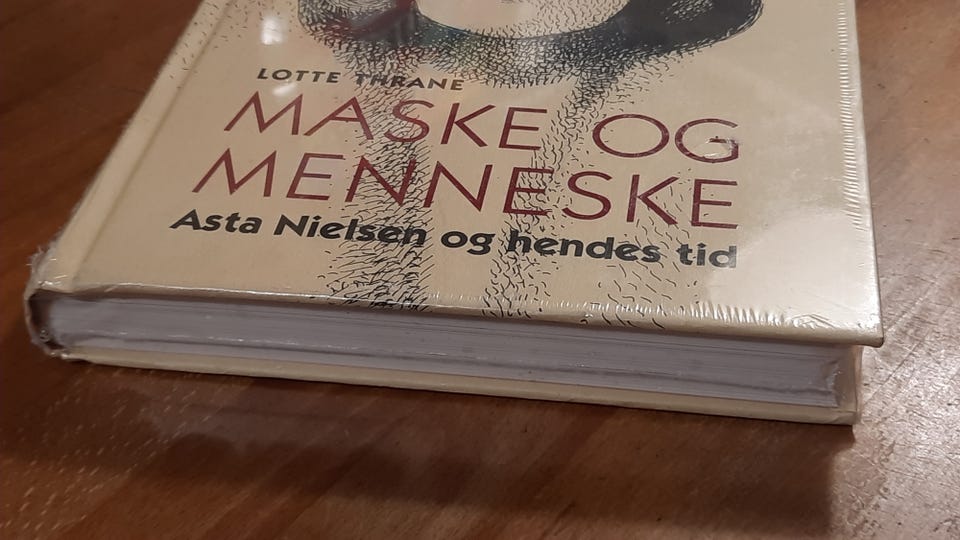 LOTTE THRANE
MASKE OG
MENNESKE
Asta Nielsen og hendes tid